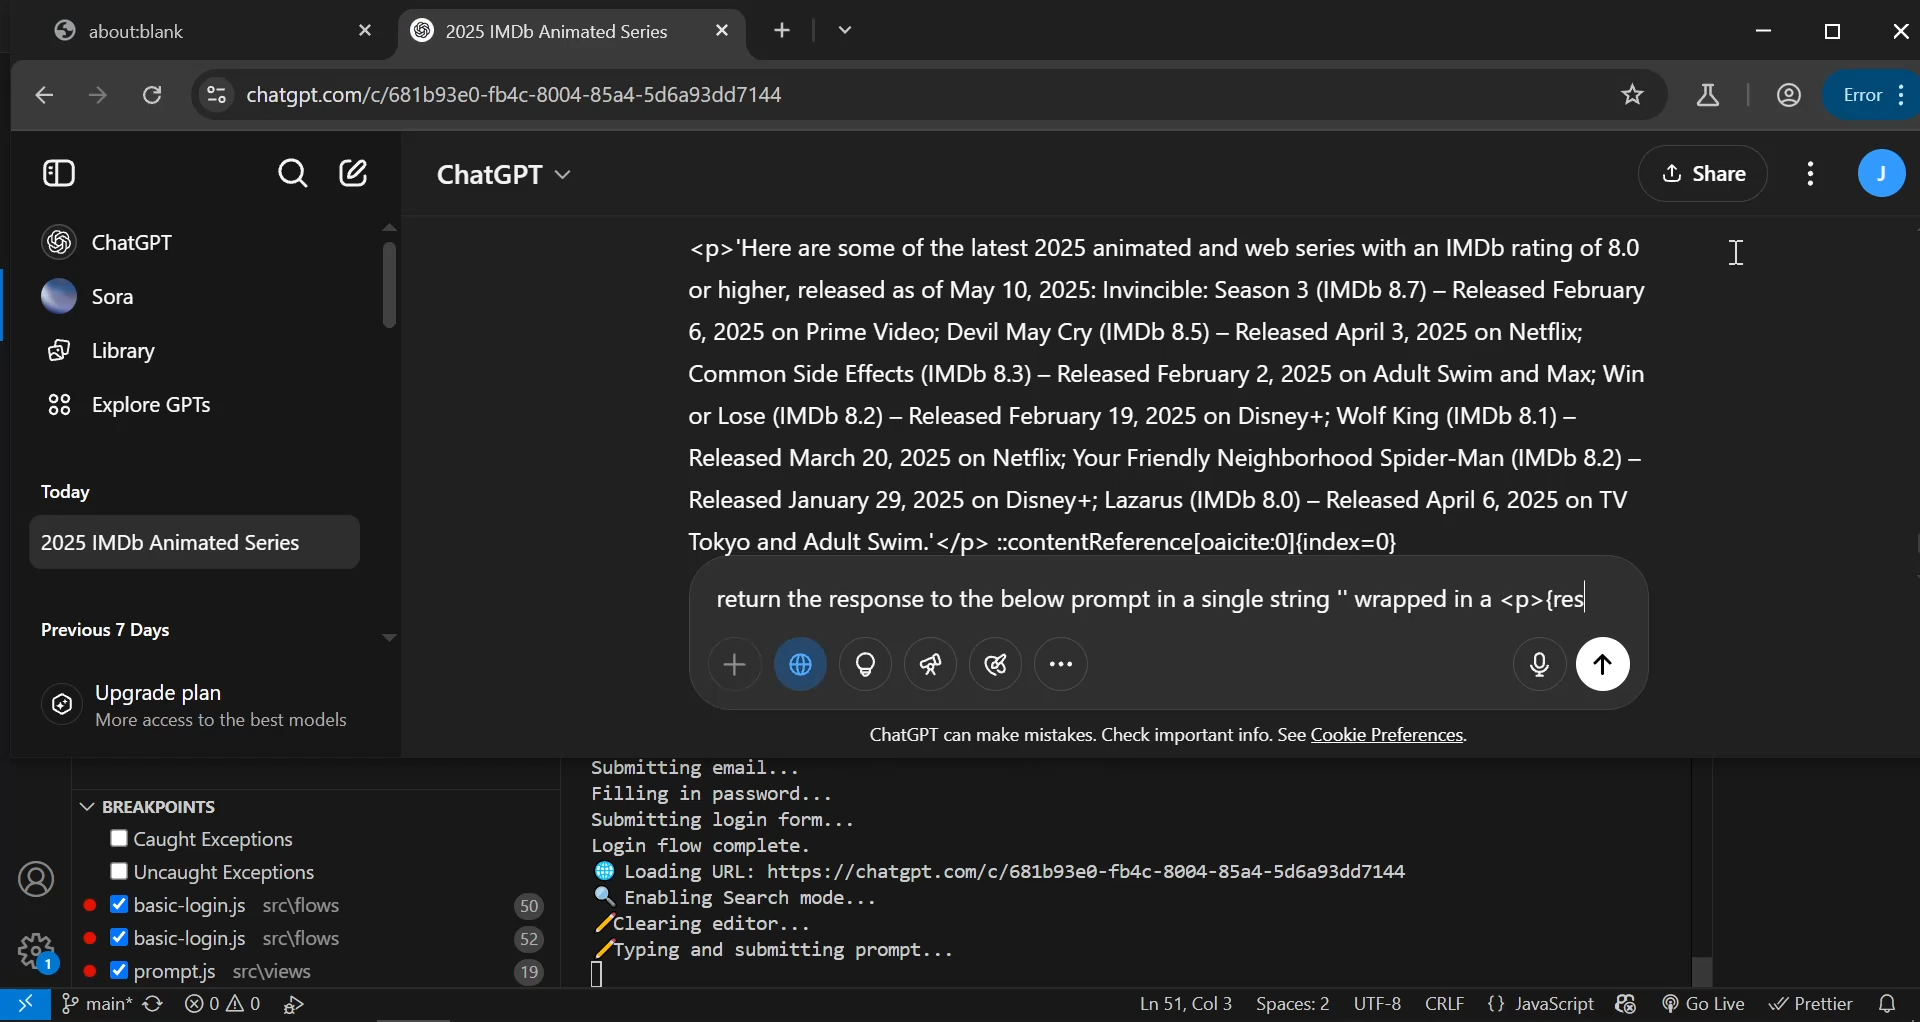 about:blank
2025 IMDb Animated Series
chatgpt.com/c/681b93e0-fb4c-8004-85a4-5d6a93dd7144
Error
ChatGPT
Share
J
ChatGPT
Sora
Library
Explore GPTs
Today
2025 IMDb Animated Series
Previous 7 Days
Upgrade plan
More access to the best models
<p>'Here are some of the latest 2025 animated and web series with an IMDb rating of 8.0
or higher, released as of May 10, 2025: Invincible: Season 3 (IMDb 8.7) – Released February
6, 2025 on Prime Video; Devil May Cry (IMDb 8.5) – Released April 3, 2025 on Netflix;
Common Side Effects (IMDb 8.3) – Released February 2, 2025 on Adult Swim and Max; Win
or Lose (IMDb 8.2) – Released February 19, 2025 on Disney+; Wolf King (IMDb 8.1) –
Released March 20, 2025 on Netflix; Your Friendly Neighborhood Spider-Man (IMDb 8.2) –
Released January 29, 2025 on Disney+; Lazarus (IMDb 8.0) – Released April 6, 2025 on TV
Tokyo and Adult Swim.'</p> ::contentReference[oaicite:0]{index=0}
return the response to the below prompt in a single string '' wrapped in a <p>{res
ChatGPT can make mistakes. Check important info. See Cookie Preferences.
BREAKPOINTS
Caught Exceptions
Uncaught Exceptions
basic-login.js src\flows 50
basic-login.js src\flows 52
prompt.js src\views 19
Submitting email...
Filling in password...
Submitting login form...
Login flow complete.
🌐 Loading URL: https://chatgpt.com/c/681b93e0-fb4c-8004-85a4-5d6a93dd7144
🔍 Enabling Search mode...
✏️Clearing editor...
✏️Typing and submitting prompt...
1
main* 0 0
Ln 51, Col 3 Spaces: 2 UTF-8 CRLF {} JavaScript Go Live Prettier